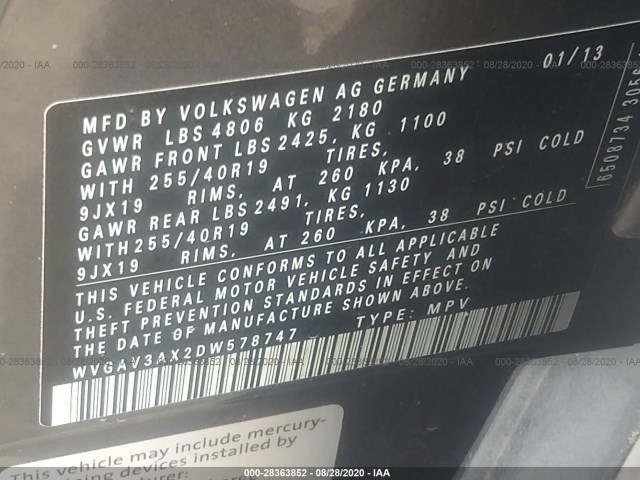 01/13
MFD BY VOLKSWAGEN AG GERMANY
GVWR LBS 4806 KG 2180
GAWR FRONT LBS 2425, KG 1100
WITH 255/40R19 TIRES,
9JX19 RIMS, AT 260 KPA, 38 PSI COLD
GAWR REAR LBS 2491, KG 1130
WITH 255/40R19 TIRES,
9JX19 RIMS, AT 260 KPA, 38 PSI COLD
THIS VEHICLE CONFORMS TO ALL APPLICABLE
U.S. FEDERAL MOTOR VEHICLE SAFETY AND
THEFT PREVENTION STANDARDS IN EFFECT ON
THE DATE OF MANUFACTURE SHOWN ABOVE.
WVGAV3AX2DW578747 TYPE: MPV
6508734
This vehicle may include mercury-
devices installed by
000-28363852 / 08/28/2020 - IAA